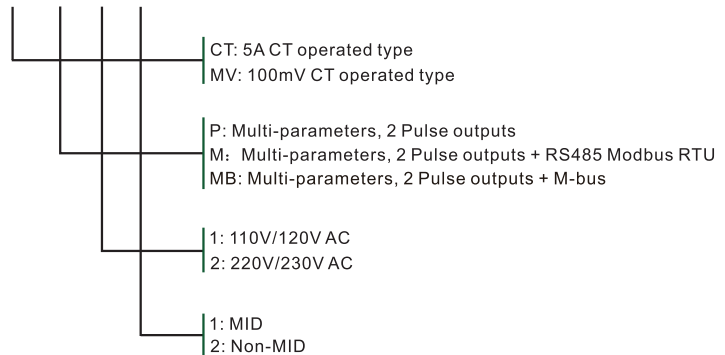 CT: 5A CT operated type
MV: 100mV CT operated type
P: Multi-parameters, 2 Pulse outputs
M： Multi-parameters, 2 Pulse outputs + RS485 Modbus RTU
MB: Multi-parameters, 2 Pulse outputs + M-bus
1: 110V/120V AC
2: 220V/230V AC
1: MID
2: Non-MID